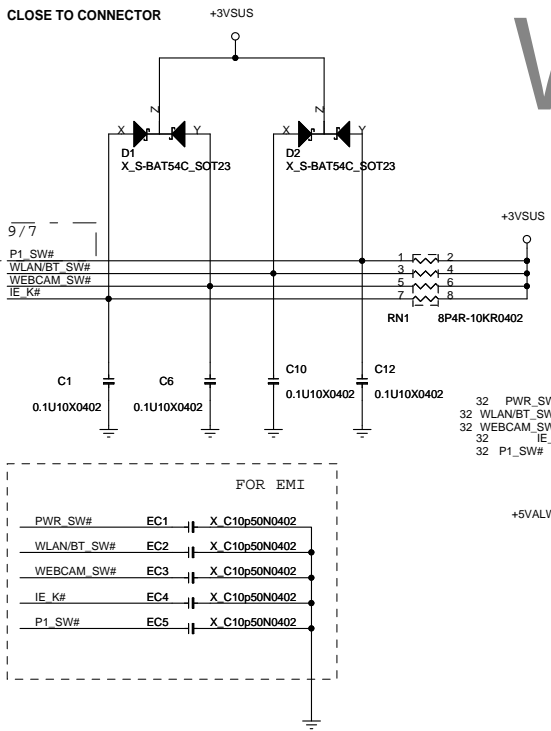 CLOSE TO CONNECTOR
+3VSUS
Z
Z
X
Y
X
Y
D1
X_S-BAT54C_SOT23
D2
X_S-BAT54C_SOT23
+3VSUS
9/7
P1_SW#
1
2
WLAN/BT_SW#
3
4
WEBCAM_SW#
5
6
IE_K#
7
8
RN1
8P4R-10KR0402
C1
0.1U10X0402
C6
0.1U10X0402
C10
0.1U10X0402
C12
0.1U10X0402
32 PWR_SW
32 WLAN/BT_SW
32 WEBCAM_SW
32 IE_
32 P1_SW#
+5VALW
FOR EMI
PWR_SW# EC1 X_C10p50N0402
WLAN/BT_SW# EC2 X_C10p50N0402
WEBCAM_SW# EC3 X_C10p50N0402
IE_K# EC4 X_C10p50N0402
P1_SW# EC5 X_C10p50N0402